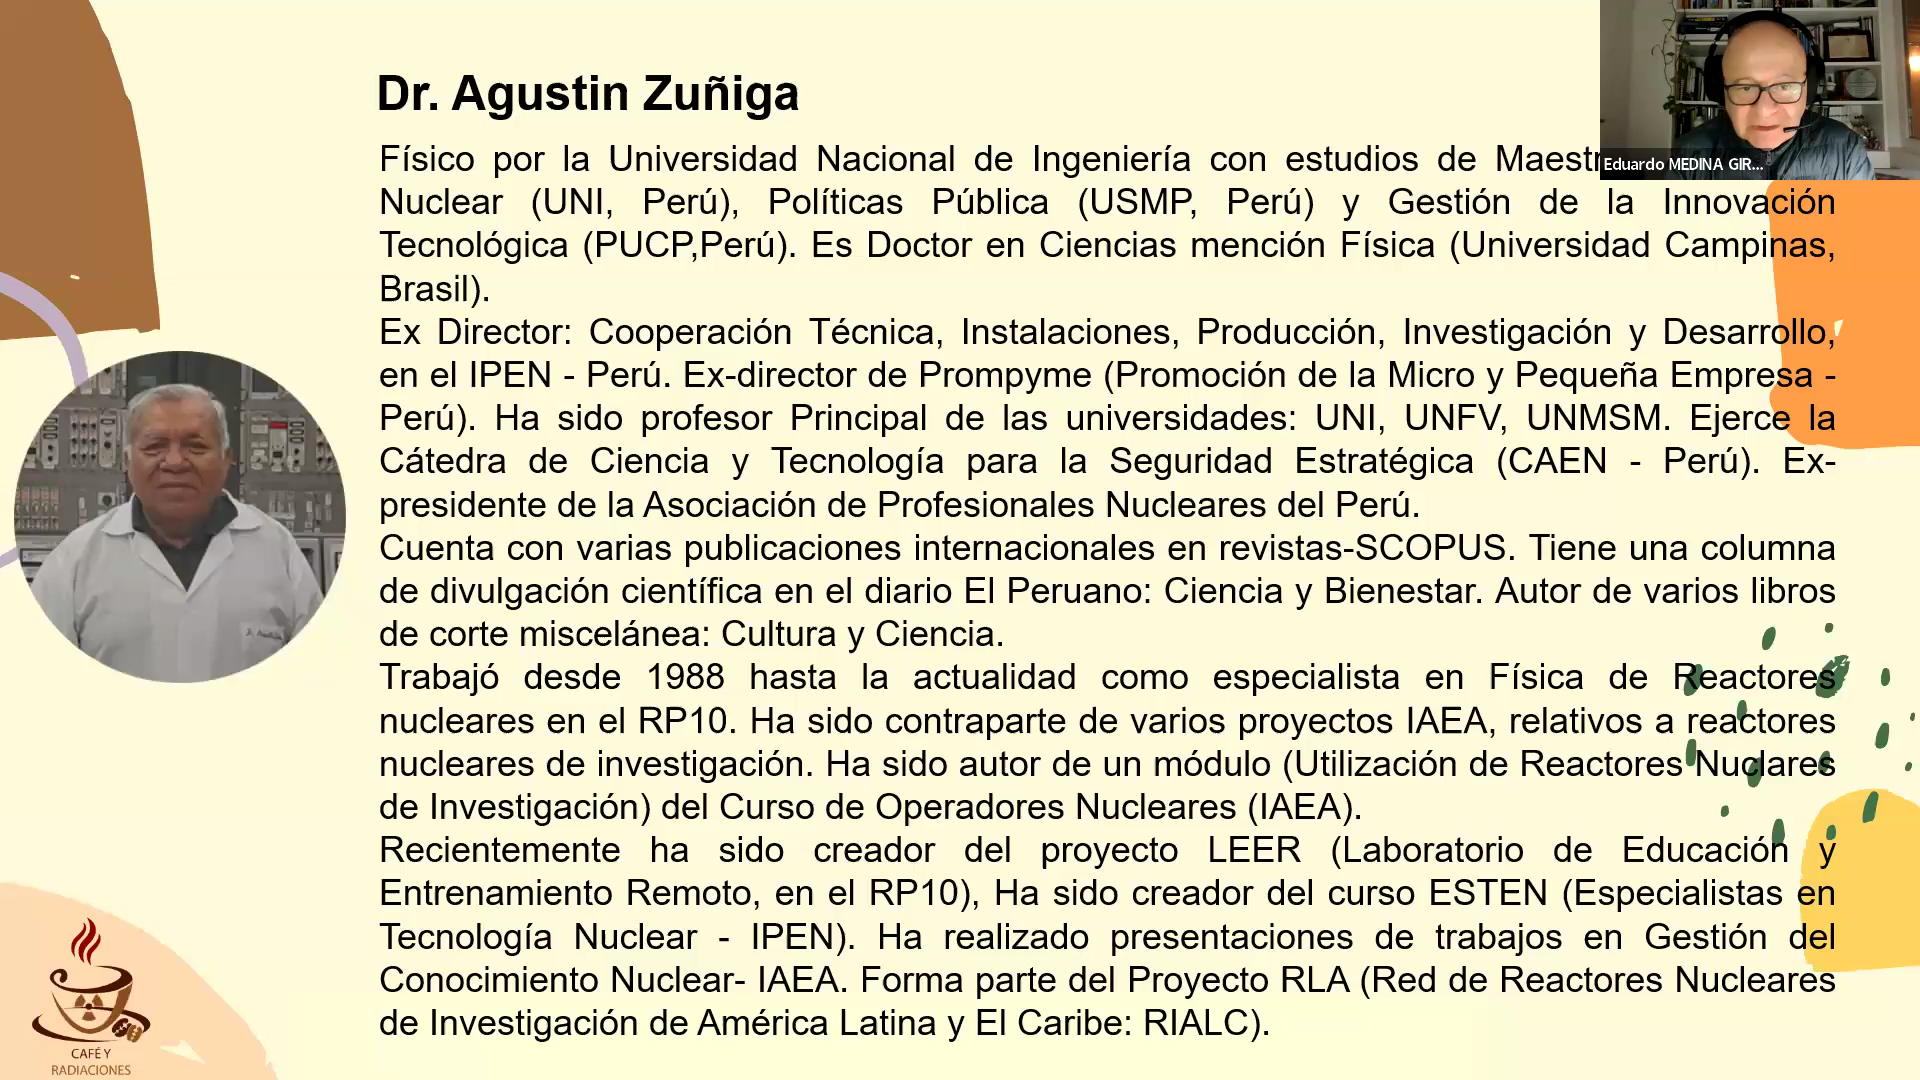 Dr. Agustin Zuñiga
Eduardo MEDINA GIR...
Físico por la Universidad Nacional de Ingeniería con estudios de
Nuclear (UNI, Perú), Políticas Pública (USMP, Perú) y Gestión de la Innovación
Tecnológica (PUCP,Perú). Es Doctor en Ciencias mención Física (Universidad Campinas,
Brasil).
Ex Director: Cooperación Técnica, Instalaciones, Producción, Investigación y Desarrollo,
en el IPEN - Perú. Ex-director de Prompyme (Promoción de la Micro y Pequeña Empresa -
Perú). Ha sido profesor Principal de las universidades: UNI, UNFV, UNMSM. Ejerce la
Cátedra de Ciencia y Tecnología para la Seguridad Estratégica (CAEN - Perú). Ex-
presidente de la Asociación de Profesionales Nucleares del Perú.
Cuenta con varias publicaciones internacionales en revistas-SCOPUS. Tiene una columna
de divulgación científica en el diario El Peruano: Ciencia y Bienestar. Autor de varios libros
de corte miscelánea: Cultura y Ciencia.
Trabajó desde 1988 hasta la actualidad como especialista en Física de Reactores
nucleares en el RP10. Ha sido contraparte de varios proyectos IAEA, relativos a reactores
nucleares de investigación. Ha sido autor de un módulo (Utilización de Reactores Nuclares
de Investigación) del Curso de Operadores Nucleares (IAEA).
Recientemente ha sido creador del proyecto LEER (Laboratorio de Educación y
Entrenamiento Remoto, en el RP10), Ha sido creador del curso ESTEN (Especialistas en
Tecnología Nuclear - IPEN). Ha realizado presentaciones de trabajos en Gestión del
Conocimiento Nuclear- IAEA. Forma parte del Proyecto RLA (Red de Reactores Nucleares
de Investigación de América Latina y El Caribe: RIALC).
CAFÉ Y
RADIACIONES